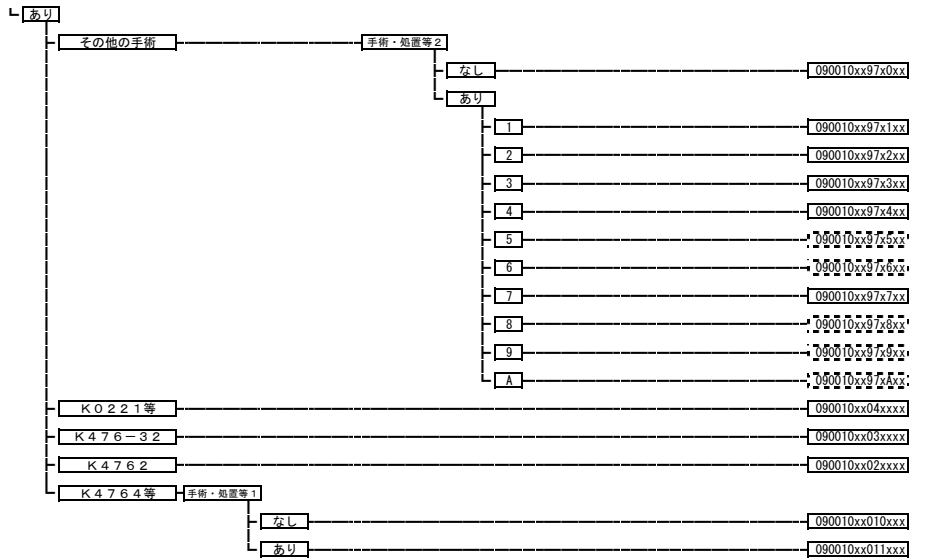 あり
その他の手術 手術・処置等2
なし 090010xx97x0xx
あり
1 090010xx97x1xx
2 090010xx97x2xx
3 090010xx97x3xx
4 090010xx97x4xx
5 090010xx97x5xx
6 090010xx97x6xx
7 090010xx97x7xx
8 090010xx97x8xx
9 090010xx97x9xx
A 090010xx97xAxx
K0221等 090010xx04xxxx
K476-32 090010xx03xxxx
K4762 090010xx02xxxx
K4764等 手術・処置等1
なし 090010xx010xxx
あり 090010xx011xxx